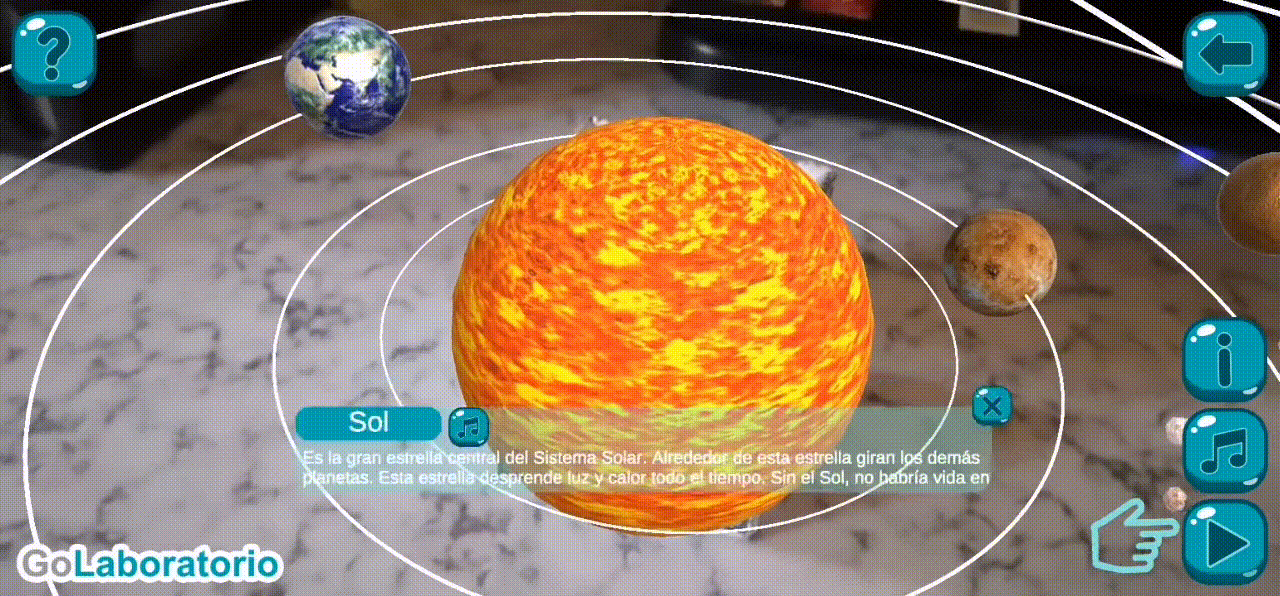 Sol
Es la gran estrella central del Sistema Solar. Alrededor de esta estrella giran los demás
planetas. Esta estrella desprende luz y calor todo el tiempo. Sin el Sol, no habría vida en
GoLaboratorio